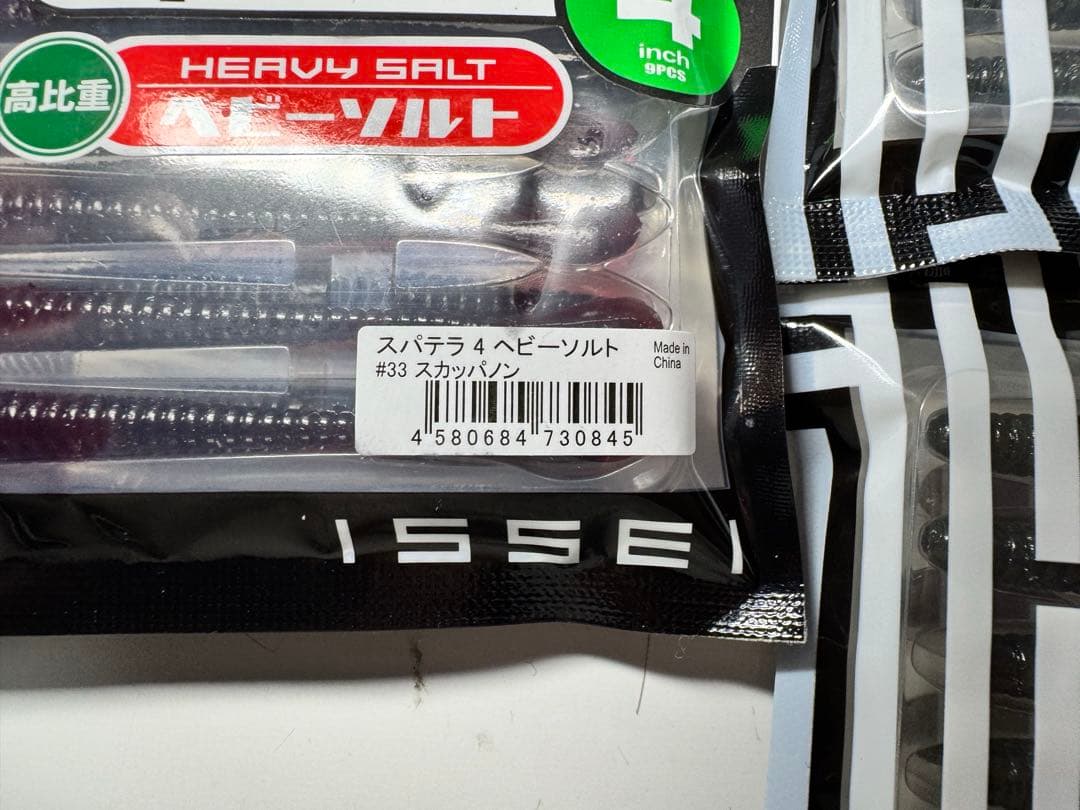 4
inch
9PCS
高比重
HEAVY SALT
ヘビーソルト
スパテラ 4 ヘビーソルト
#33 スカッパノン
Made in
China
4 580684 730845
ISSEI